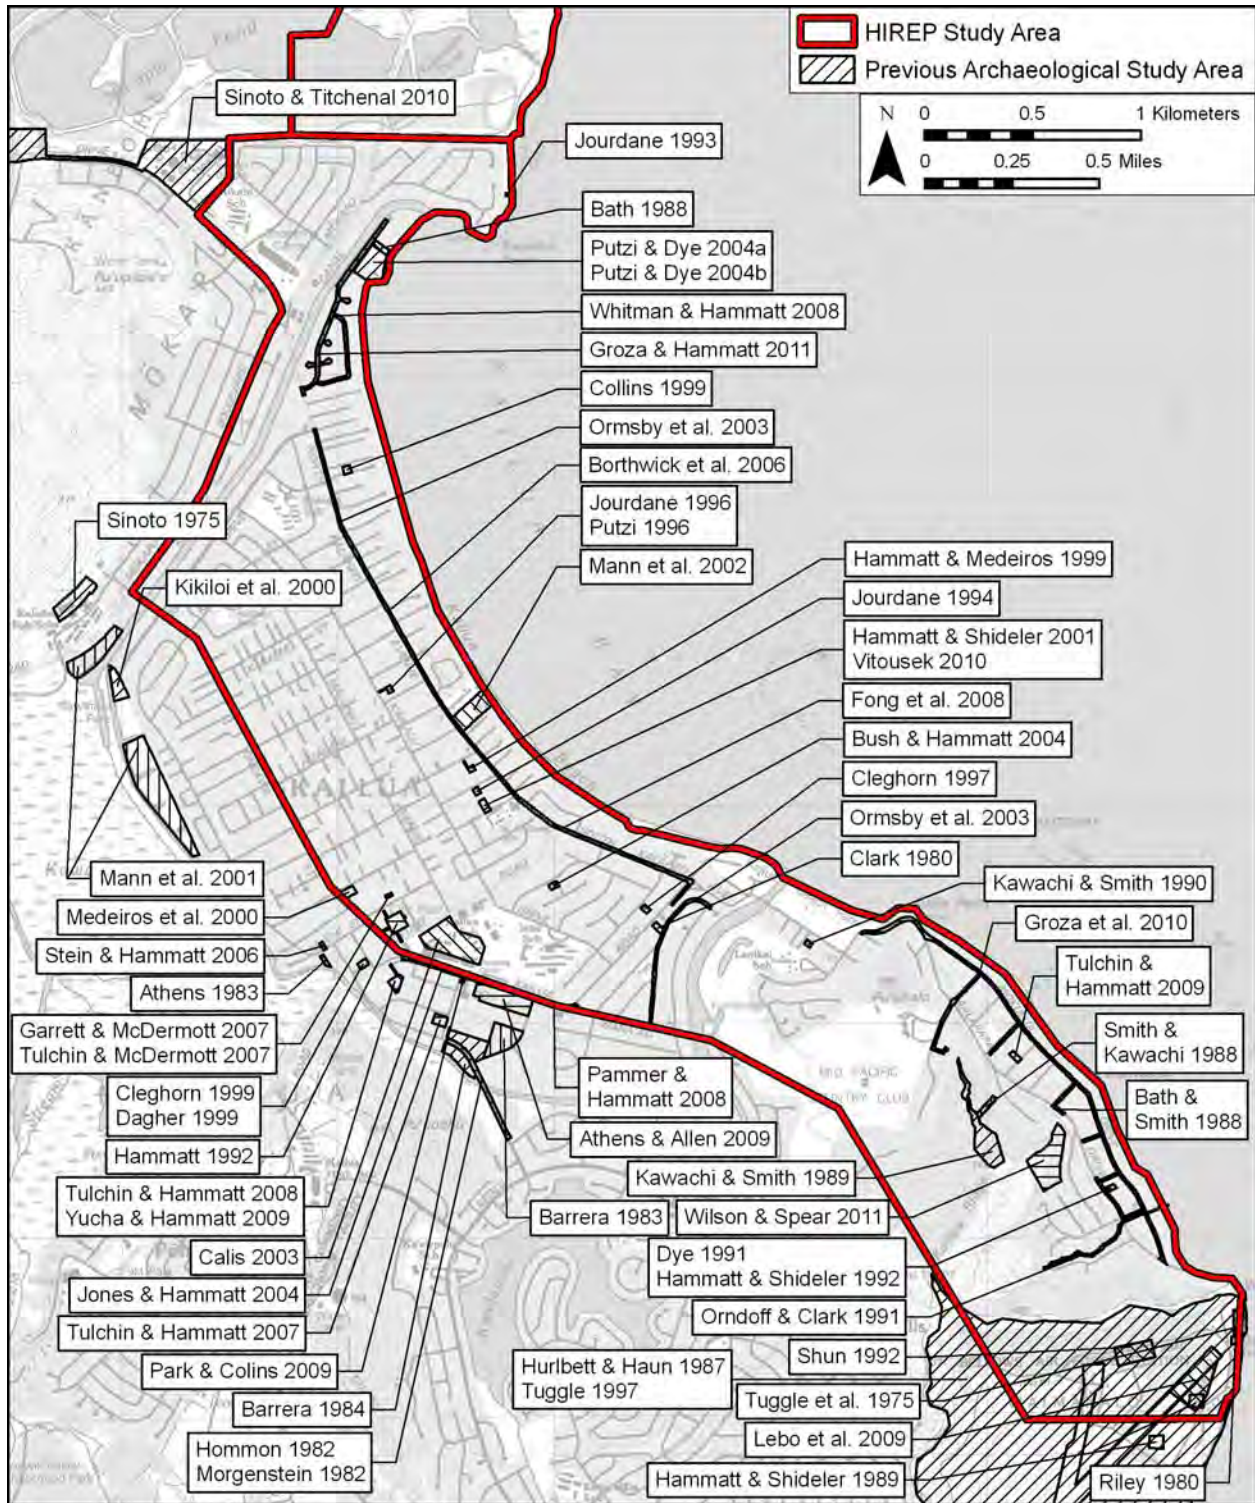 HIREP Study Area
Previous Archaeological Study Area
N
0 0.5 1 Kilometers
0 0.25 0.5 Miles
Sinoto & Titchenal 2010
Jourdane 1993
Bath 1988
Putzi & Dye 2004a
Putzi & Dye 2004b
Whitman & Hammatt 2008
Groza & Hammatt 2011
Collins 1999
Ormsby et al. 2003
Borthwick et al. 2006
Jourdane 1996
Putzi 1996
Mann et al. 2002
Sinoto 1975
Kikiloi et al. 2000
Hammatt & Medeiros 1999
Jourdane 1994
Hammatt & Shideler 2001
Vitousek 2010
Fong et al. 2008
Bush & Hammatt 2004
Cleghorn 1997
Ormsby et al. 2003
Clark 1980
KAILUA
Kawachi & Smith 1990
Groza et al. 2010
Tulchin &
Hammatt 2009
Smith &
Kawachi 1988
Bath &
Smith 1988
Mann et al. 2001
Medeiros et al. 2000
Stein & Hammatt 2006
Athens 1983
Garrett & McDermott 2007
Tulchin & McDermott 2007
Cleghorn 1999
Dagher 1999
Hammatt 1992
Tulchin & Hammatt 2008
Yucha & Hammatt 2009
Calis 2003
Jones & Hammatt 2004
Tulchin & Hammatt 2007
Park & Colins 2009
Barrera 1984
Hommon 1982
Morgenstein 1982
MID PACIFIC
COUNTRY CLUB
Pammer &
Hammatt 2008
Athens & Allen 2009
Barrera 1983
Kawachi & Smith 1989
Wilson & Spear 2011
Dye 1991
Hammatt & Shideler 1992
Orndoff & Clark 1991
Shun 1992
Hurlbett & Haun 1987
Tuggle 1997
Tuggle et al. 1975
Lebo et al. 2009
Hammatt & Shideler 1989
Riley 1980